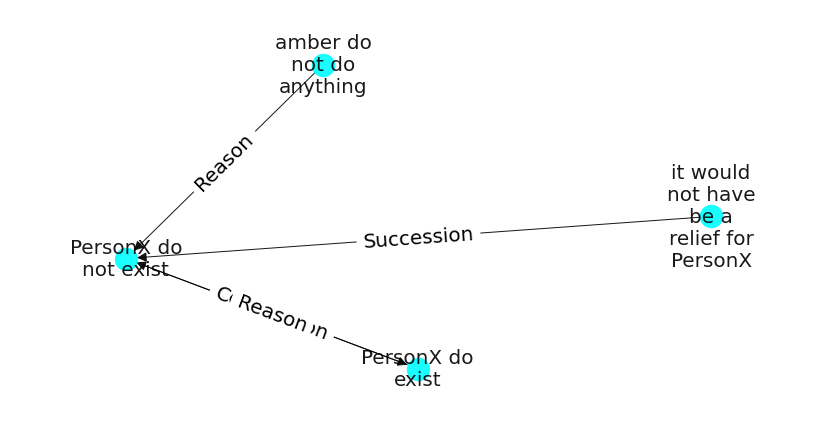 amber do
not do
anything
Reason
it would
not have
be a
relief for
PersonX
Succession
PersonX do
not exist
Reason
PersonX do
exist